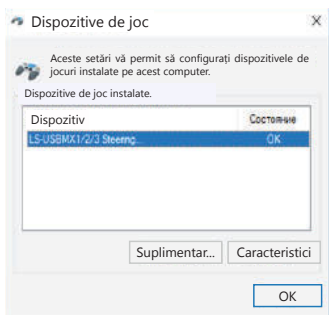 Dispozitive de joc
Aceste setări vă permit să configurați dispozitivele de
jocuri instalate pe acest computer.
Dispozitive de joc instalate.
Dispozitiv Состояние
LS-USBMX1/2/3 Steering... OK
Suplimentar... Caracteristici
OK